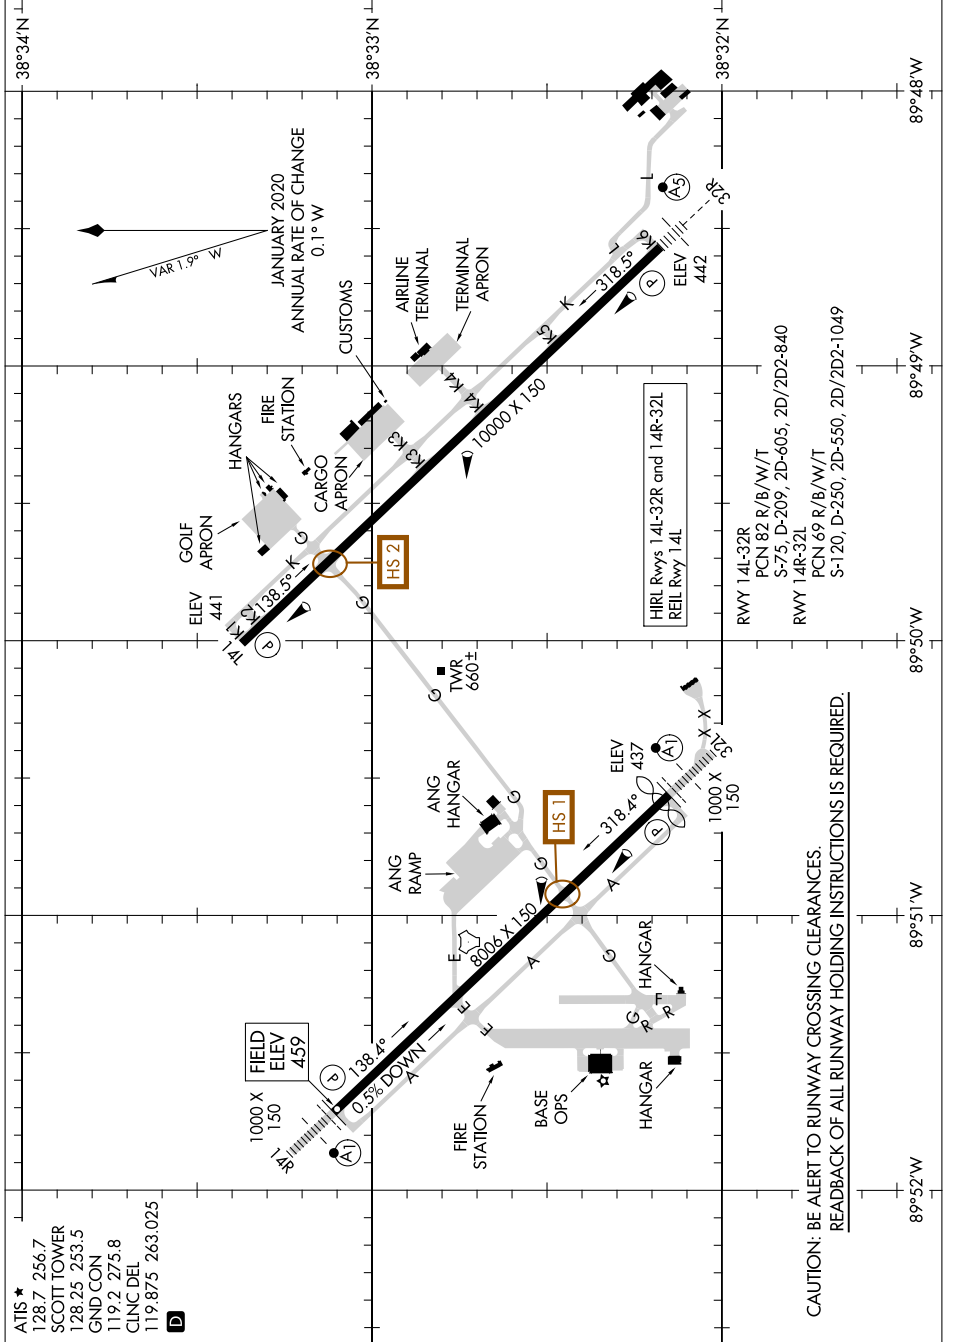 ATIS ★
128.7 256.7
SCOTT TOWER
128.25 253.5
GND CON
119.2 275.8
CLNC DEL
119.875 263.025
D
38°34'N
38°33'N
38°32'N
89°48'W
89°49'W
89°50'W
89°51'W
89°52'W
VAR 1.9° W
JANUARY 2020
ANNUAL RATE OF CHANGE
0.1° W
HANGARS
FIRE
STATION
GOLF
APRON
CARGO
APRON
CUSTOMS
AIRLINE
TERMINAL
TERMINAL
APRON
ELEV
441
14L
K1
K2
138.5°
K
G
P
HS 2
G
K3
K3
K4
K4
10000 X 150
K5
K
318.5°
L
L
K6
P
ELEV
442
A5
32R
TWR
660±
G
G
G
ANG
HANGAR
ANG
RAMP
HS 1
ELEV
437
A1
318.4°
P
X X
32L
1000 X
150
A
A
A
E
E
E
8006 X 150
G
G
HANGAR
F
R
R
FIELD
ELEV
459
138.4°
0.5% DOWN
P
1000 X
150
14R
A1
FIRE
STATION
BASE
OPS
HANGAR
HIRL Rwys 14L-32R and 14R-32L
REIL Rwy 14L
RWY 14L-32R
PCN 82 R/B/W/T
S-75, D-209, 2D-605, 2D/2D2-840
RWY 14R-32L
PCN 69 R/B/W/T
S-120, D-250, 2D-550, 2D/2D2-1049
CAUTION: BE ALERT TO RUNWAY CROSSING CLEARANCES.
READBACK OF ALL RUNWAY HOLDING INSTRUCTIONS IS REQUIRED.